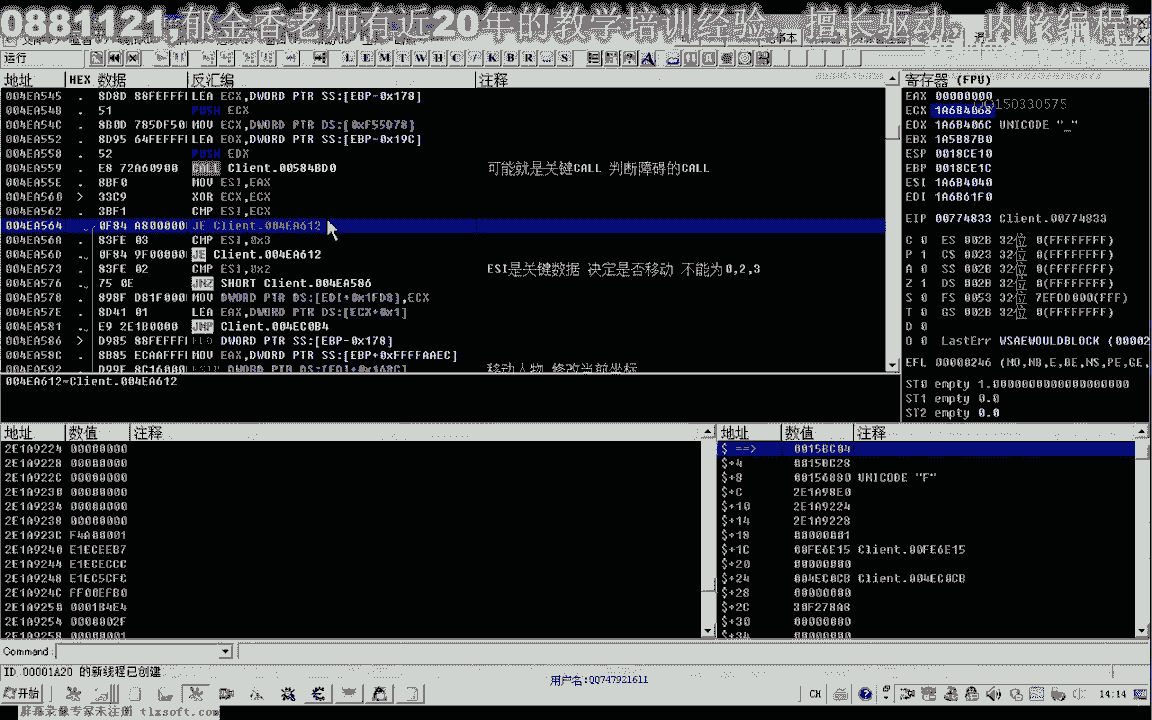 0881121,郁金香老师有近20年的教学培训经验 擅长驱动,内核编程
运行 L E M T W H C / K B R ... S
地址 HEX 数据 反汇编 注释 寄存器 (FPU)
004EA545 . 8D8D 88FEFFFF LEA ECX,DWORD PTR SS:[EBP-0x178]
004EA54B . 51 PUSH ECX
004EA54C . 8B0D 785DF50 MOV ECX,DWORD PTR DS:[0xF55D78]
004EA552 . 8D95 64FEFFFF LEA EDX,DWORD PTR SS:[EBP-0x19C]
004EA558 . 52 PUSH EDX
004EA559 . E8 72A60900 CALL Client.00584BD0 可能就是关键CALL 判断障碍的CALL
004EA55E . 8BF0 MOV ESI,EAX
004EA560 > 33C9 XOR ECX,ECX
004EA562 . 3BF1 CMP ESI,ECX
004EA564 . 0F84 A8000000 JE Client.004EA612
004EA56A . 83FE 03 CMP ESI,0x3
004EA56D . 0F84 9F000000 JE Client.004EA612
004EA573 . 83FE 02 CMP ESI,0x2 ESI是关键数据 决定是否移动 不能为0,2,3
004EA576 . 75 0E JNZ SHORT Client.004EA586
004EA578 . 898F D81F000 MOV DWORD PTR DS:[EDI+0x1FD8],ECX
004EA57E . 8D41 01 LEA EAX,DWORD PTR DS:[ECX+0x1]
004EA581 . E9 2E1B0000 JMP Client.004EC0B4
004EA586 > D985 88FEFFFF FLD DWORD PTR SS:[EBP-0x178]
004EA58C . 8B85 ECAAFFFF MOV EAX,DWORD PTR SS:[EBP+0xFFFFAAEC]
004EA592 . D99F 8C160000 FSTP DWORD PTR DS:[EDI+0x168C] 移动人物 修改当前坐标
004EA612=Client.004EA612
EAX 00000000
QQ150330575
ECX 1A6B4068
EDX 1A6B406C UNICODE "_"
EBX 1A5B87B0
ESP 0018CE10
EBP 0018CE1C
ESI 1A6B4040
EDI 1A6B61F0
EIP 00774833 Client.00774833
C 0 ES 002B 32位 0(FFFFFFFF)
P 1 CS 0023 32位 0(FFFFFFFF)
A 0 SS 002B 32位 0(FFFFFFFF)
Z 1 DS 002B 32位 0(FFFFFFFF)
S 0 FS 0053 32位 7EFDD000(FFF)
T 0 GS 002B 32位 0(FFFFFFFF)
D 0
O 0 LastErr WSAEWOULDBLOCK (00002
EFL 00000246 (NO,NB,E,BE,NS,PE,GE,
ST0 empty 1.0000000000000000000
ST1 empty 0.0
ST2 empty 0.0
地址 数值 注释
2E1A9224 00000000
2E1A9228 00000000
2E1A922C 00000000
2E1A9230 00000000
2E1A9234 00000000
2E1A9238 00000000
2E1A923C F4A00001
2E1A9240 E1ECEEB7
2E1A9244 E1ECECCC
2E1A9248 E1EC5CFC
2E1A924C FF00EFB0
2E1A9250 0001B4E4
2E1A9254 0000002F
2E1A9258 00000001
地址 数值 注释
$ ==> 0015BC04
$+4 0015BC28
$+8 00156880 UNICODE "F"
$+C 2E1A98E0
$+10 2E1A9224
$+14 2E1A9228
$+18 00000001
$+1C 00FE6E15 Client.00FE6E15
$+20 00000000
$+24 004EC0CB Client.004EC0CB
$+28 00000000
$+2C 38F278A8
$+30 00000000
$+34 00000000
Command:
ID 00001A20 的新线程已创建
用户名:QQ747921611
开始 CH 14:14
屏幕录像专家未注册 tlxsoft.com